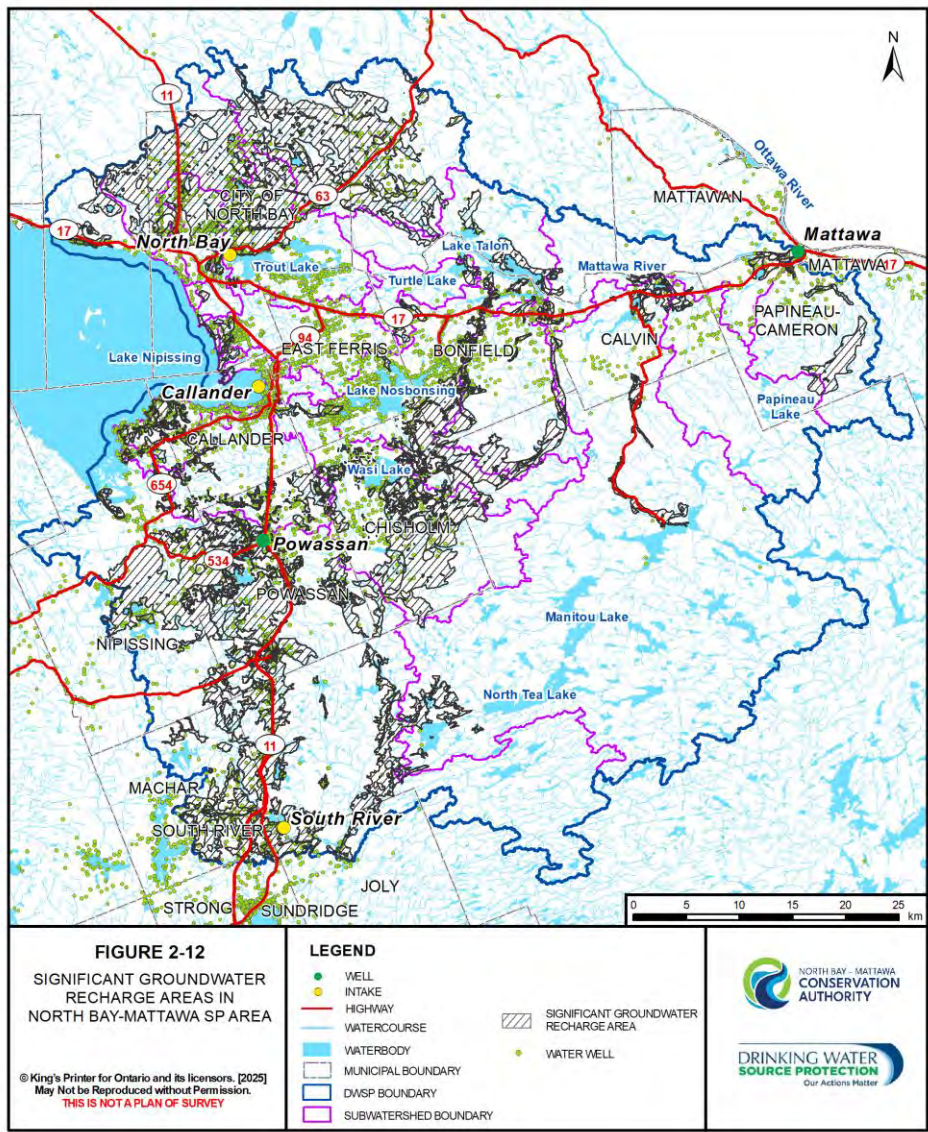 N
11
Ottawa River
MATTAWAN
CITY OF
NORTH BAY
63
17
North Bay
Mattawa
Lake Talon
Trout Lake
Mattawa River
MATTAWA
17
Turtle Lake
PAPINEAU-
CAMERON
17
94
EAST FERRIS
BONFIELD
CALVIN
Lake Nipissing
Callander
Lake Nosbonsing
Papineau
Lake
CALLANDER
Wasi Lake
654
CHISHOLM
Powassan
534
POWASSAN
Manitou Lake
NIPISSING
North Tea Lake
11
MACHAR
South River
SOUTH RIVER
JOLY
STRONG
SUNDRIDGE
0 5 10 15 20 25
km
FIGURE 2-12
SIGNIFICANT GROUNDWATER
RECHARGE AREAS IN
NORTH BAY-MATTAWA SP AREA
© King's Printer for Ontario and its licensors. [2025]
May Not be Reproduced without Permission.
THIS IS NOT A PLAN OF SURVEY
LEGEND
WELL
INTAKE
HIGHWAY
WATERCOURSE
WATERBODY
MUNICIPAL BOUNDARY
DWSP BOUNDARY
SUBWATERSHED BOUNDARY
SIGNIFICANT GROUNDWATER
RECHARGE AREA
WATER WELL
NORTH BAY - MATTAWA
CONSERVATION
AUTHORITY
DRINKING WATER
SOURCE PROTECTION
Our Actions Matter